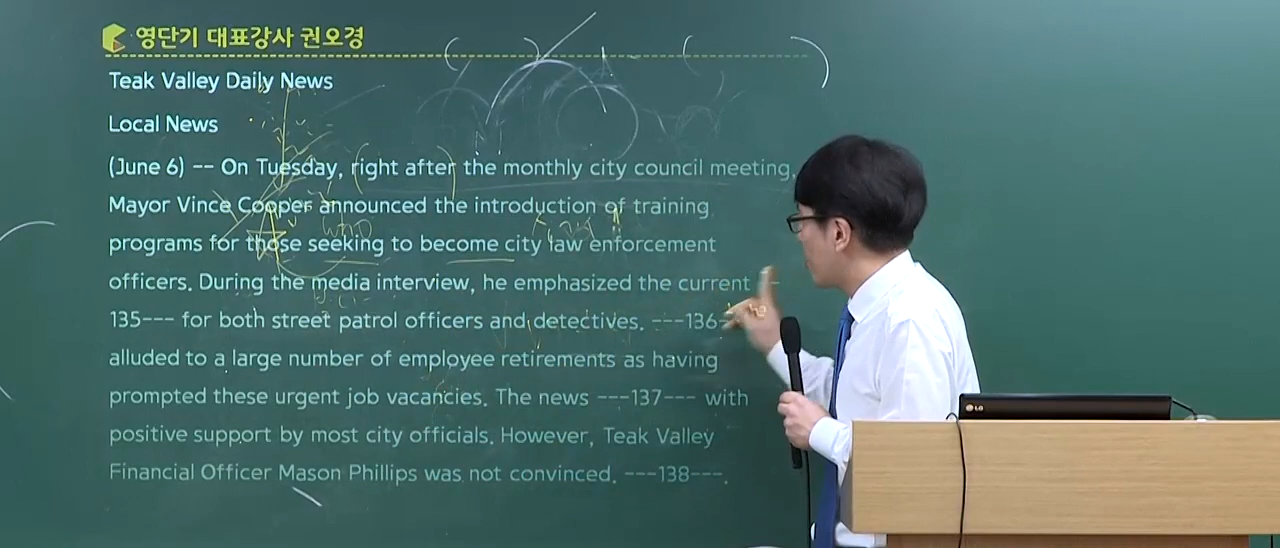 영단기 대표강사 권오경
Teak Valley Daily News
Local News
(June 6) -- On Tuesday, right after the monthly city council meeting,
Mayor Vince Cooper announced the introduction of training
programs for those seeking to become city law enforcement
officers. During the media interview, he emphasized the current --
135--- for both street patrol officers and detectives. ---136-
alluded to a large number of employee retirements as having
prompted these urgent job vacancies. The news ---137--- with
positive support by most city officials. However, Teak Valley
Financial Officer Mason Phillips was not convinced. ---138---.
who
LG